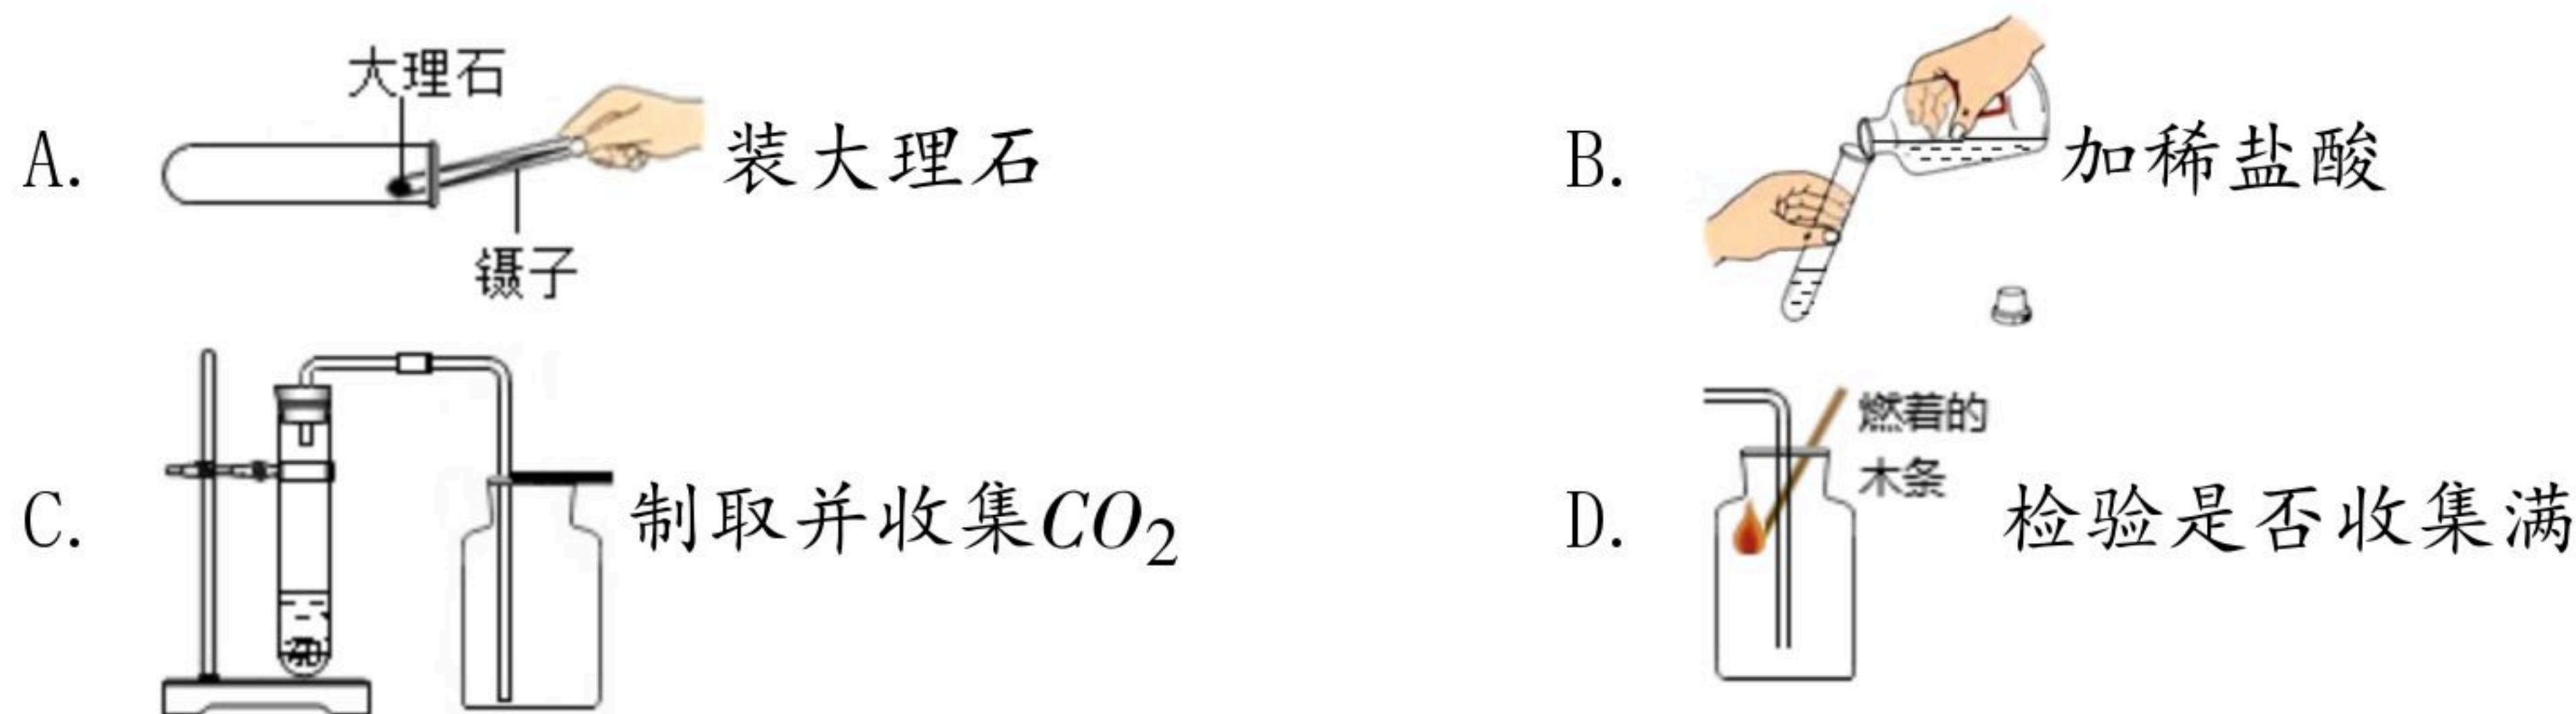 大理石
A. 装大理石
镊子
B. 加稀盐酸
C. 制取并收集CO₂
D. 检验是否收集满
燃着的
木条